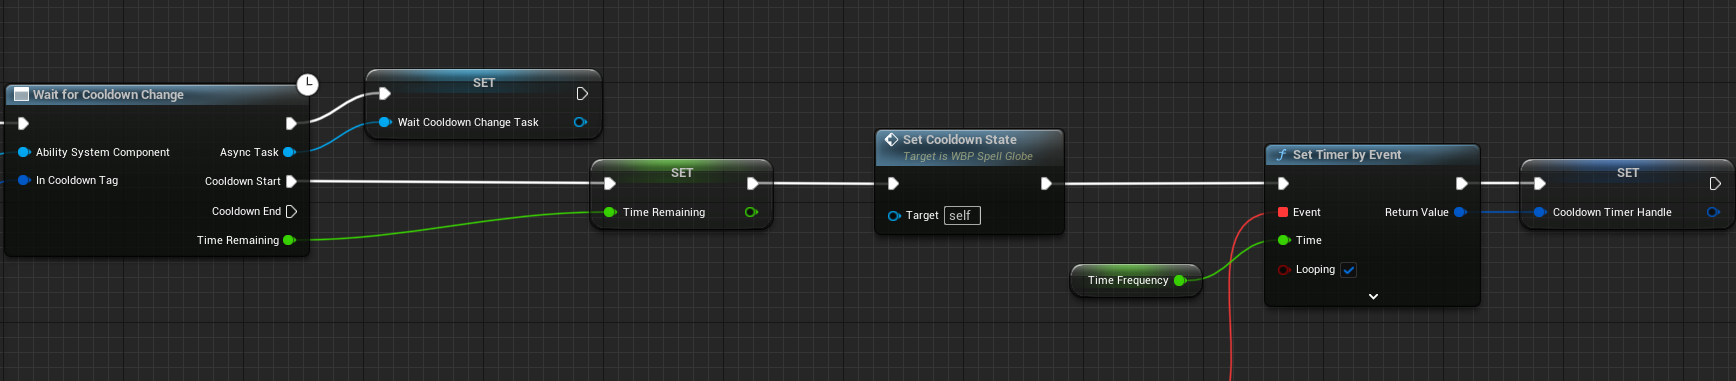 Wait for Cooldown Change
Ability System Component
Async Task
In Cooldown Tag
Cooldown Start
Cooldown End
Time Remaining
SET
Wait Cooldown Change Task
SET
Time Remaining
Set Cooldown State
Target is WBP Spell Globe
Target self
Time Frequency
f Set Timer by Event
Event
Return Value
Time
Looping
SET
Cooldown Timer Handle